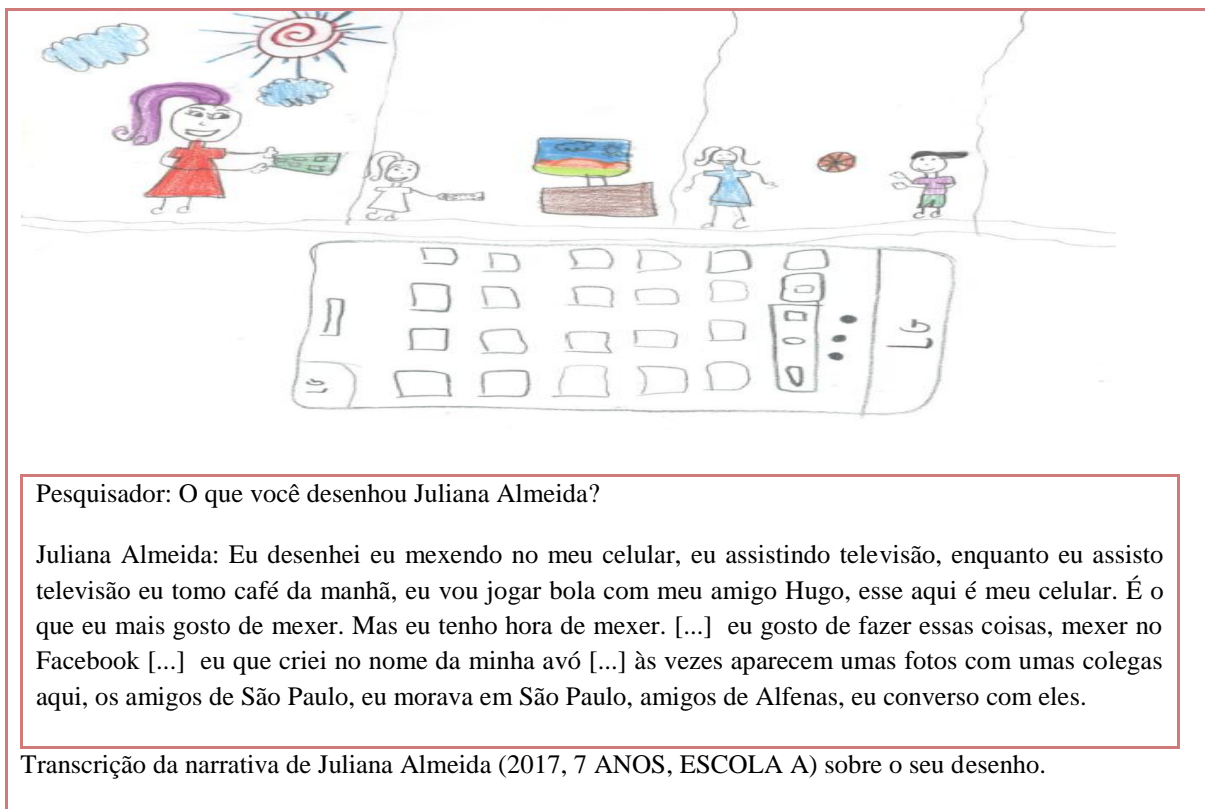 LG
LG
Pesquisador: O que você desenhou Juliana Almeida?
Juliana Almeida: Eu desenhei eu mexendo no meu celular, eu assistindo televisão, enquanto eu assisto
televisão eu tomo café da manhã, eu vou jogar bola com meu amigo Hugo, esse aqui é meu celular. É o
que eu mais gosto de mexer. Mas eu tenho hora de mexer. [...] eu gosto de fazer essas coisas, mexer no
Facebook [...] eu que criei no nome da minha avó [...] às vezes aparecem umas fotos com umas colegas
aqui, os amigos de São Paulo, eu morava em São Paulo, amigos de Alfenas, eu converso com eles.
Transcrição da narrativa de Juliana Almeida (2017, 7 ANOS, ESCOLA A) sobre o seu desenho.